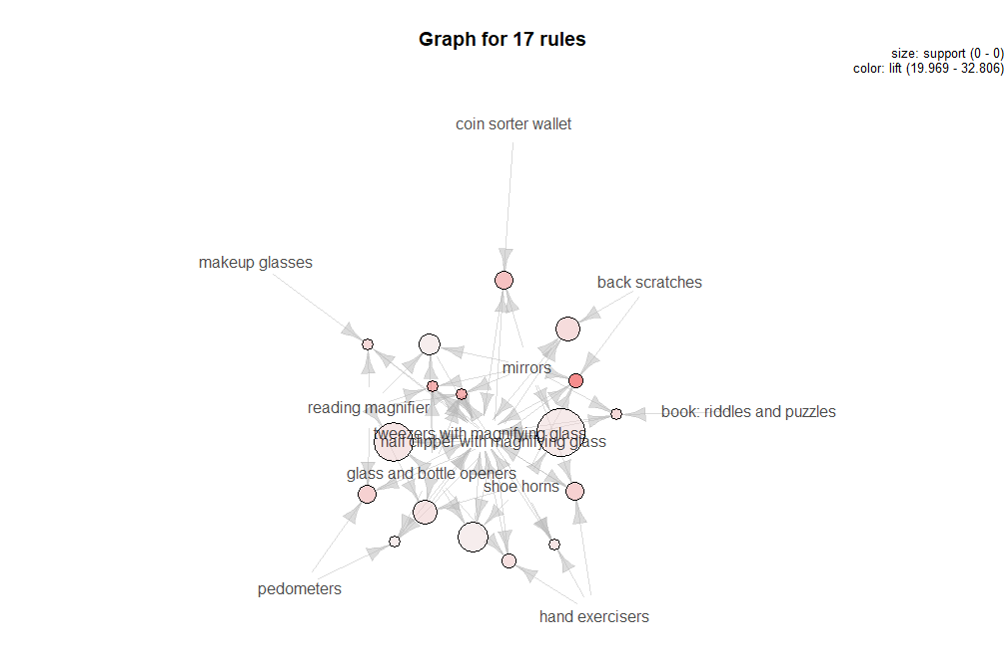 Graph for 17 rules
size: support (0 - 0)
color: lift (19.969 - 32.806)
coin sorter wallet
makeup glasses
back scratches
mirrors
reading magnifier
book: riddles and puzzles
tweezers with magnifying glass
nail clipper with magnifying glass
glass and bottle openers
shoe horns
pedometers
hand exercisers